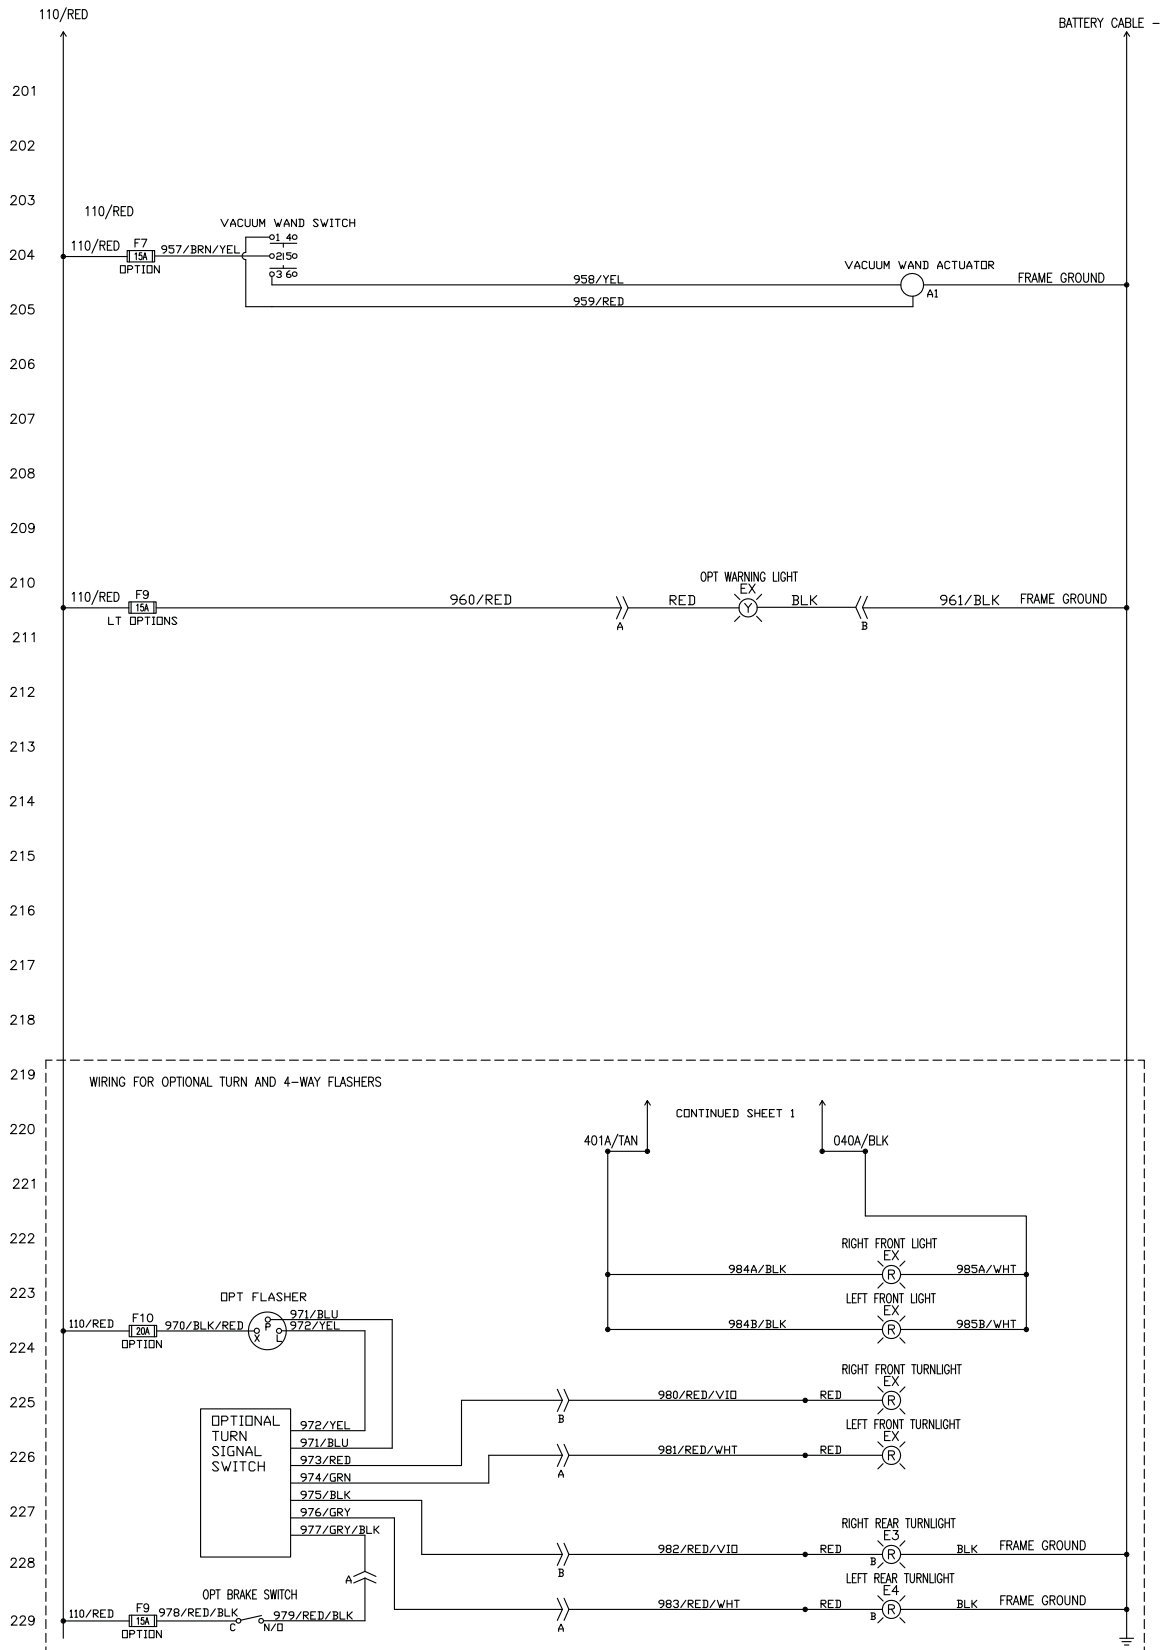 110/RED
BATTERY CABLE -
201
202
203
110/RED
VACUUM WAND SWITCH
204
110/RED
F7
15A
OPTION
957/BRN/YEL
1 4
2 5
3 6
958/YEL
959/RED
VACUUM WAND ACTUATOR
A1
FRAME GROUND
205
206
207
208
209
210
110/RED
F9
15A
LT OPTIONS
960/RED
A
RED
OPT WARNING LIGHT
EX
Y
BLK
B
961/BLK
FRAME GROUND
211
212
213
214
215
216
217
218
219
WIRING FOR OPTIONAL TURN AND 4-WAY FLASHERS
220
CONTINUED SHEET 1
401A/TAN
040A/BLK
221
222
RIGHT FRONT LIGHT
EX
984A/BLK
R
985A/WHT
223
OPT FLASHER
LEFT FRONT LIGHT
EX
984B/BLK
R
985B/WHT
110/RED
F10
20A
OPTION
970/BLK/RED
X
P
L
971/BLU
972/YEL
224
225
RIGHT FRONT TURNLIGHT
EX
B
980/RED/VIO
RED
R
OPTIONAL
TURN
SIGNAL
SWITCH
972/YEL
971/BLU
973/RED
974/GRN
975/BLK
976/GRY
977/GRY/BLK
226
LEFT FRONT TURNLIGHT
EX
A
981/RED/WHT
RED
R
227
228
RIGHT REAR TURNLIGHT
E3
B
982/RED/VIO
RED
B
R
BLK
FRAME GROUND
A
LEFT REAR TURNLIGHT
E4
A
983/RED/WHT
RED
B
R
BLK
FRAME GROUND
229
110/RED
F9
15A
OPTION
978/RED/BLK
OPT BRAKE SWITCH
C
N/O
979/RED/BLK